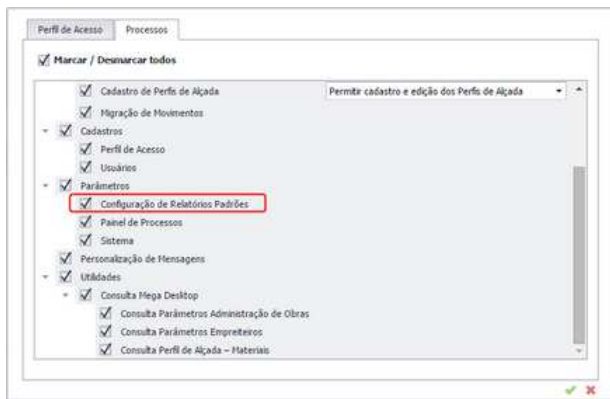 Perfil de Acesso Processos
Marcar / Desmarcar todos
Cadastro de Perfis de Alçada Permitir cadastro e edição dos Perfis de Alçada
Migração de Movimentos
Cadastros
Perfil de Acesso
Usuários
Parâmetros
Configuração de Relatórios Padrões
Painel de Processos
Sistema
Personalização de Mensagens
Utilidades
Consulta Mega Desktop
Consulta Parâmetros Administração de Obras
Consulta Parâmetros Empreiteiros
Consulta Perfil de Alçada – Materiais